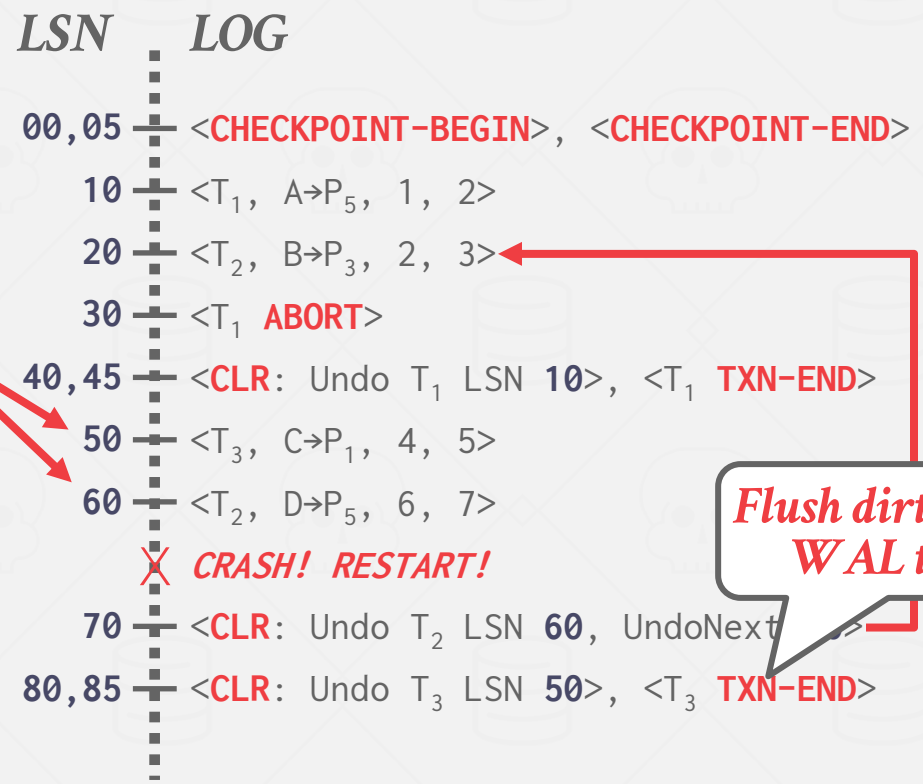 LSN LOG
00,05 <CHECKPOINT-BEGIN>, <CHECKPOINT-END>
10 <T₁, A→P₅, 1, 2>
20 <T₂, B→P₃, 2, 3>
30 <T₁ ABORT>
40,45 <CLR: Undo T₁ LSN 10>, <T₁ TXN-END>
50 <T₃, C→P₁, 4, 5>
60 <T₂, D→P₅, 6, 7>
X CRASH! RESTART!
70 <CLR: Undo T₂ LSN 60, UndoNext >
80,85 <CLR: Undo T₃ LSN 50>, <T₃ TXN-END>
Flush
WAL